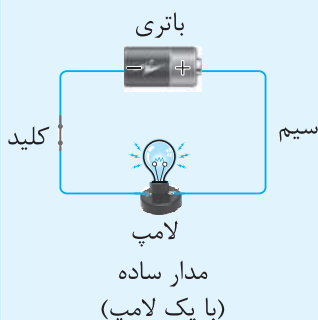 باتری
− +
سیم
کلید
لامپ
مدار ساده
(با یک لامپ)